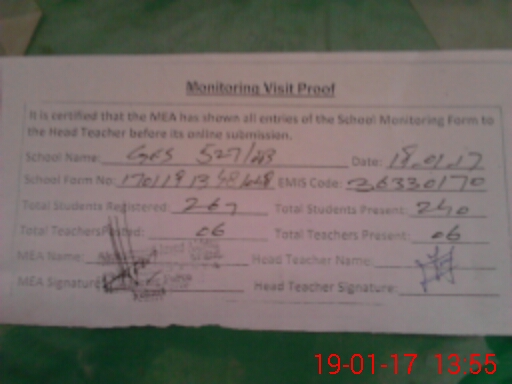 Monitoring Visit Proof
It is certified that the MEA has shown all entries of the School Monitoring Form to
the Head Teacher before its online submission.
School Name: GES 527/ Date: 18.01.17
School Form No: EMIS Code: 36330170
Total Students Registered: 267 Total Students Present: 240
Total Teachers Posted: 06 Total Teachers Present: 06
MEA Name: Head Teacher Name:
MEA Signature: Head Teacher Signature:
19-01-17 13:55